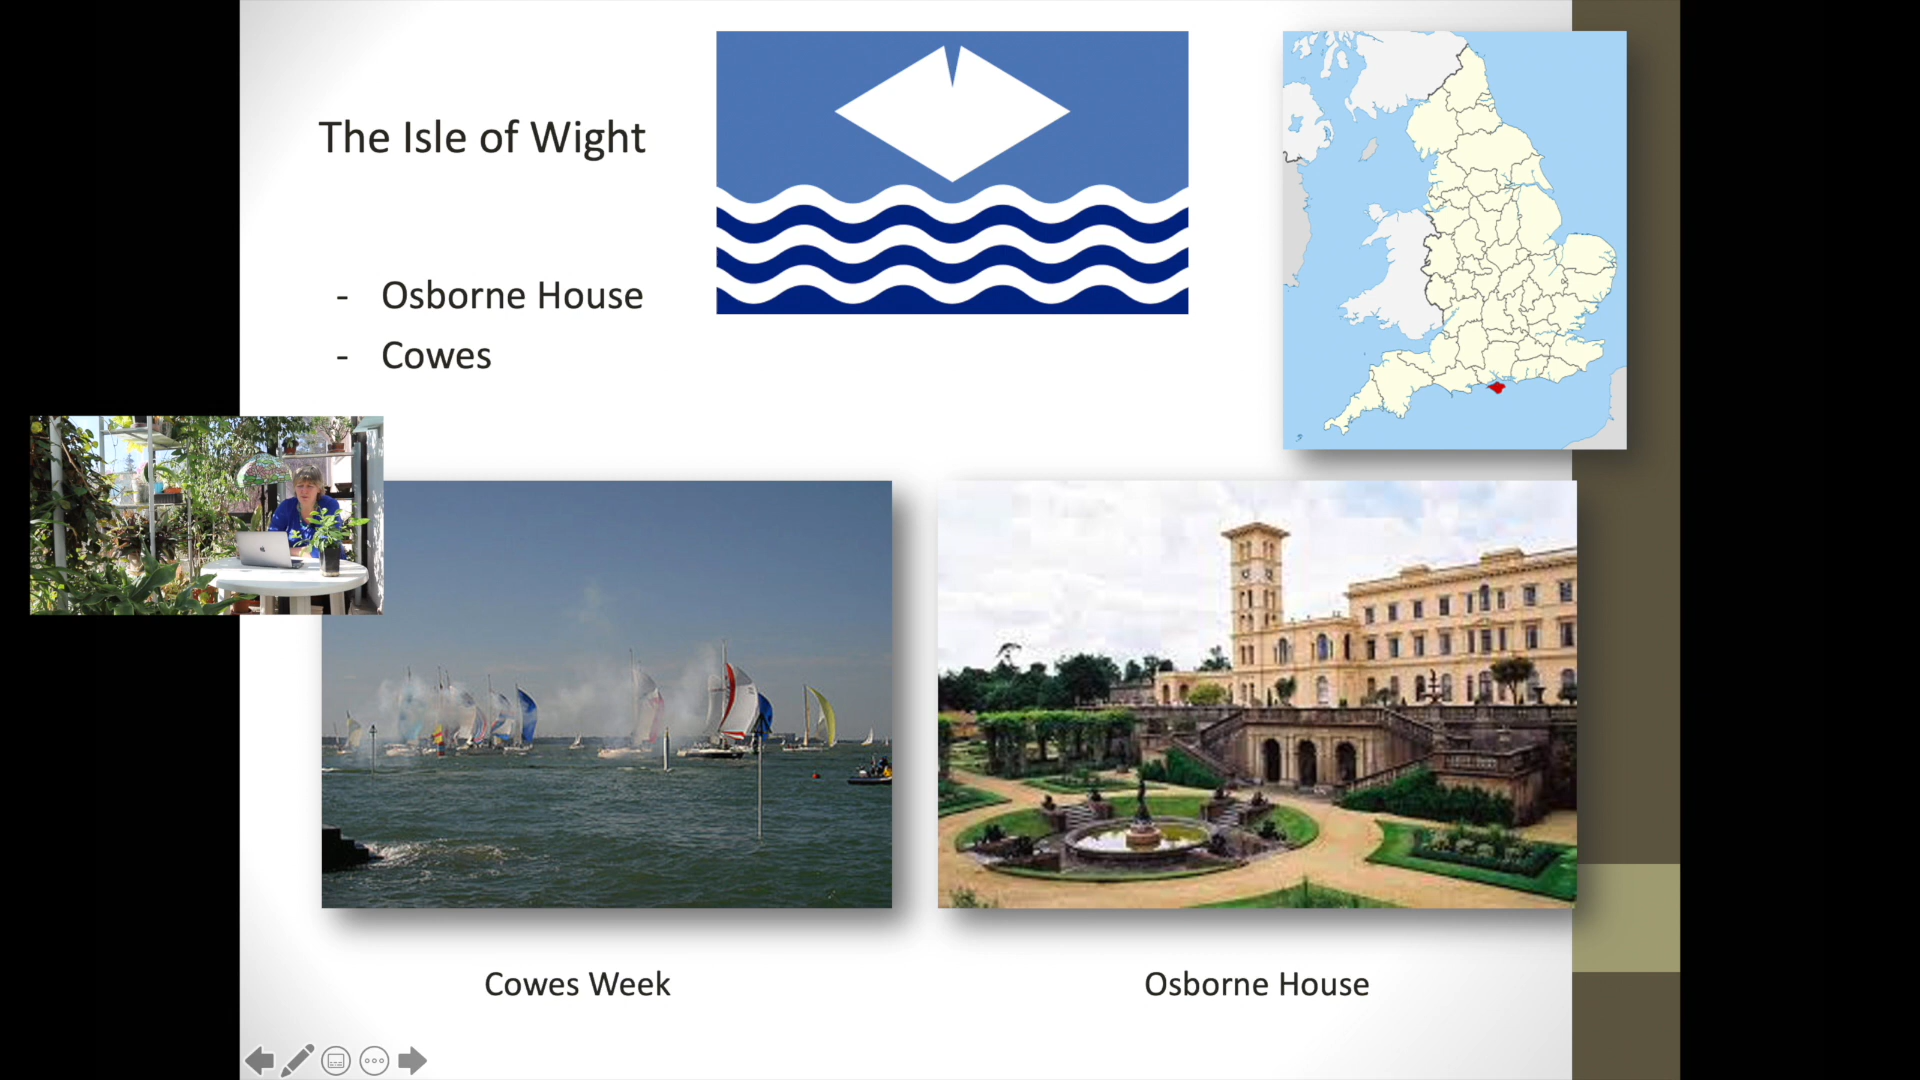 The Isle of Wight
- Osborne House
- Cowes
Cowes Week
Osborne House